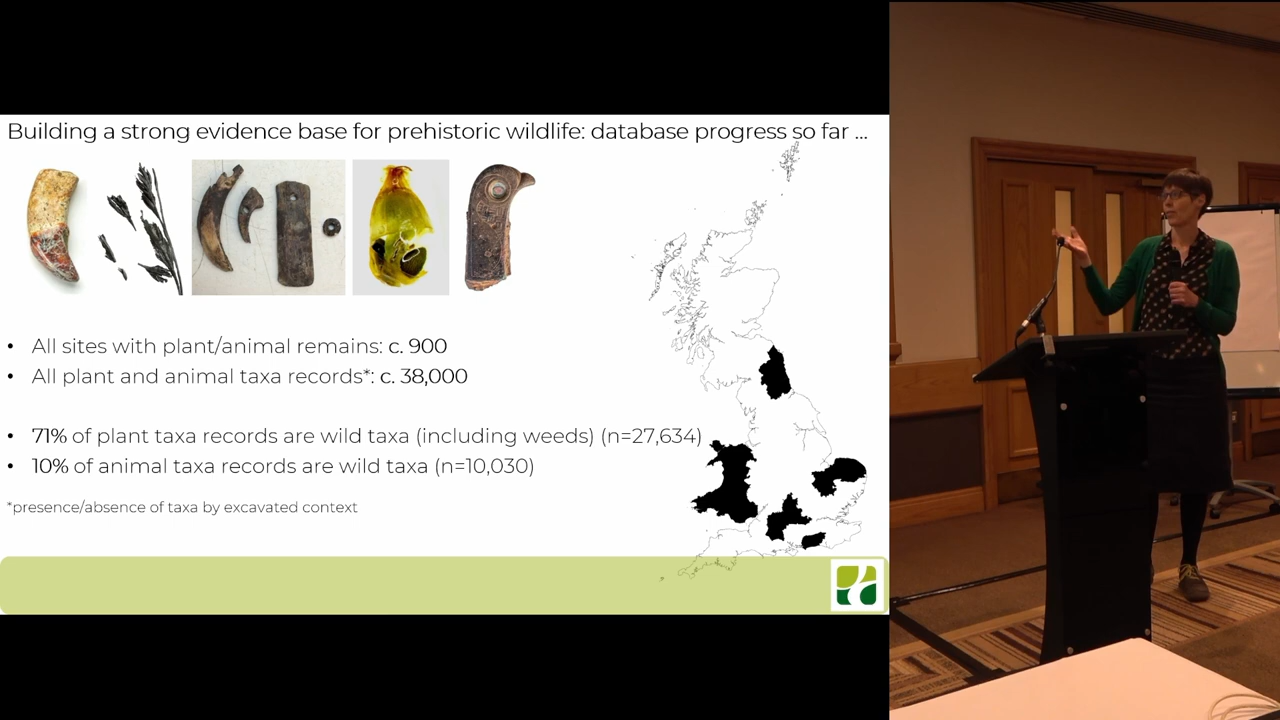 Building a strong evidence base for prehistoric wildlife: database progress so far ...
• All sites with plant/animal remains: c. 900
• All plant and animal taxa records*: c. 38,000
• 71% of plant taxa records are wild taxa (including weeds) (n=27,634)
• 10% of animal taxa records are wild taxa (n=10,030)
*presence/absence of taxa by excavated context